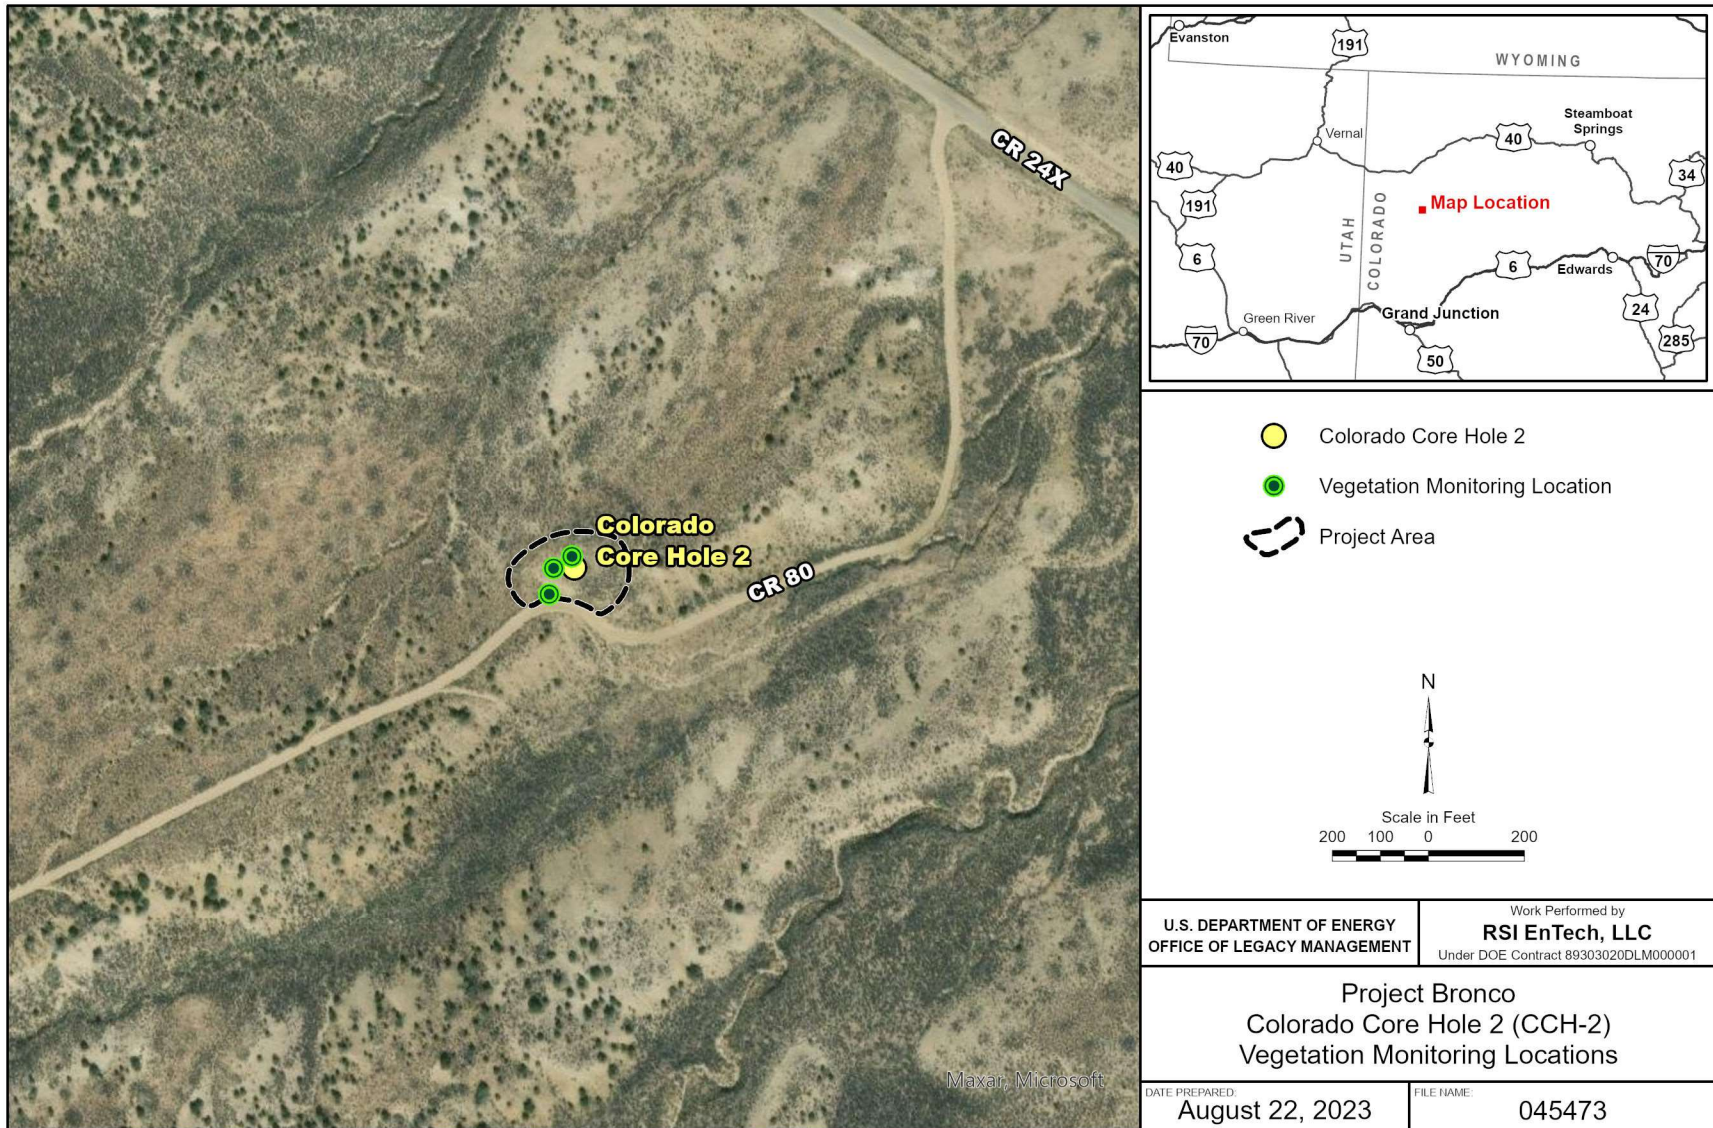 CR 24X
Colorado
Core Hole 2
CR 80
Maxar, Microsoft
Evanston
191
WYOMING
Steamboat
Springs
Vernal
40
40
34
191
Map Location
UTAH
COLORADO
6
6
Edwards
70
Green River
Grand Junction
24
70
50
285
Colorado Core Hole 2
Vegetation Monitoring Location
Project Area
N
Scale in Feet
200 100 0 200
U.S. DEPARTMENT OF ENERGY
OFFICE OF LEGACY MANAGEMENT
Work Performed by
RSI EnTech, LLC
Under DOE Contract 89303020DLM000001
Project Bronco
Colorado Core Hole 2 (CCH-2)
Vegetation Monitoring Locations
DATE PREPARED:
August 22, 2023
FILE NAME:
045473